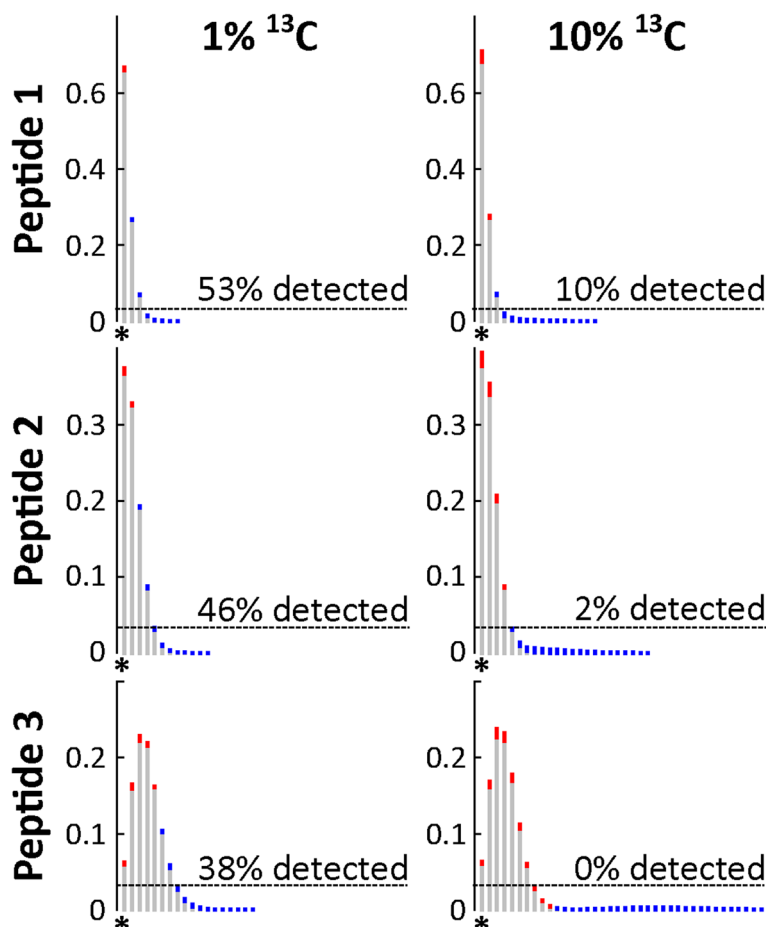 1% ¹³C 10% ¹³C
Peptide 1
0.6
0.4
0.2
0
53% detected
*
0.6
0.4
0.2
0
10% detected
*
Peptide 2
0.3
0.2
0.1
0
46% detected
*
0.3
0.2
0.1
0
2% detected
*
Peptide 3
0.2
0.1
0
38% detected
*
0.2
0.1
0
0% detected
*